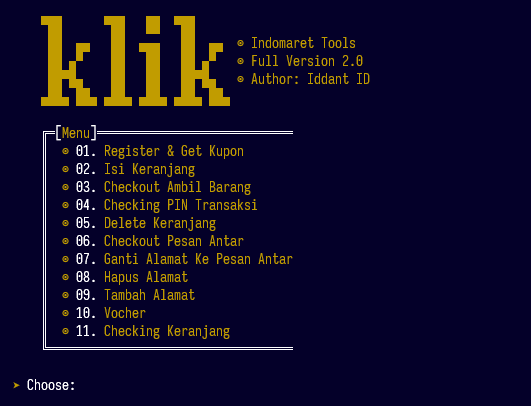 klik
⊙ Indomaret Tools
⊙ Full Version 2.0
⊙ Author: Iddant ID
[Menu]
⊙ 01. Register & Get Kupon
⊙ 02. Isi Keranjang
⊙ 03. Checkout Ambil Barang
⊙ 04. Checking PIN Transaksi
⊙ 05. Delete Keranjang
⊙ 06. Checkout Pesan Antar
⊙ 07. Ganti Alamat Ke Pesan Antar
⊙ 08. Hapus Alamat
⊙ 09. Tambah Alamat
⊙ 10. Vocher
⊙ 11. Checking Keranjang
➤ Choose: